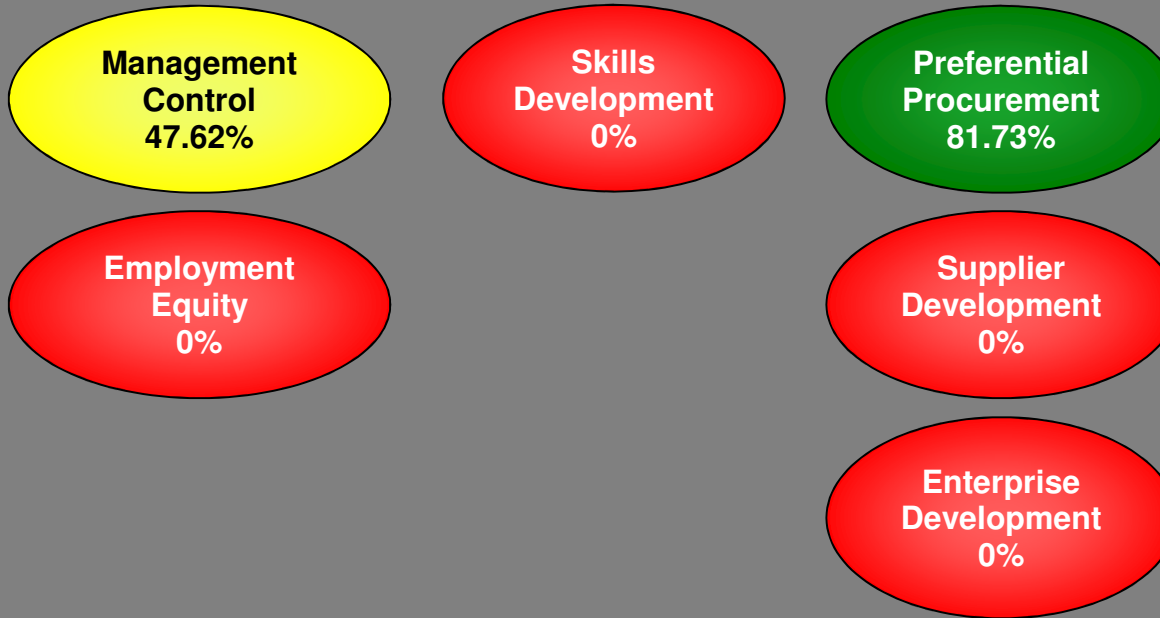 Management
Control
47.62%
Skills
Development
0%
Preferential
Procurement
81.73%
Employment
Equity
0%
Supplier
Development
0%
Enterprise
Development
0%